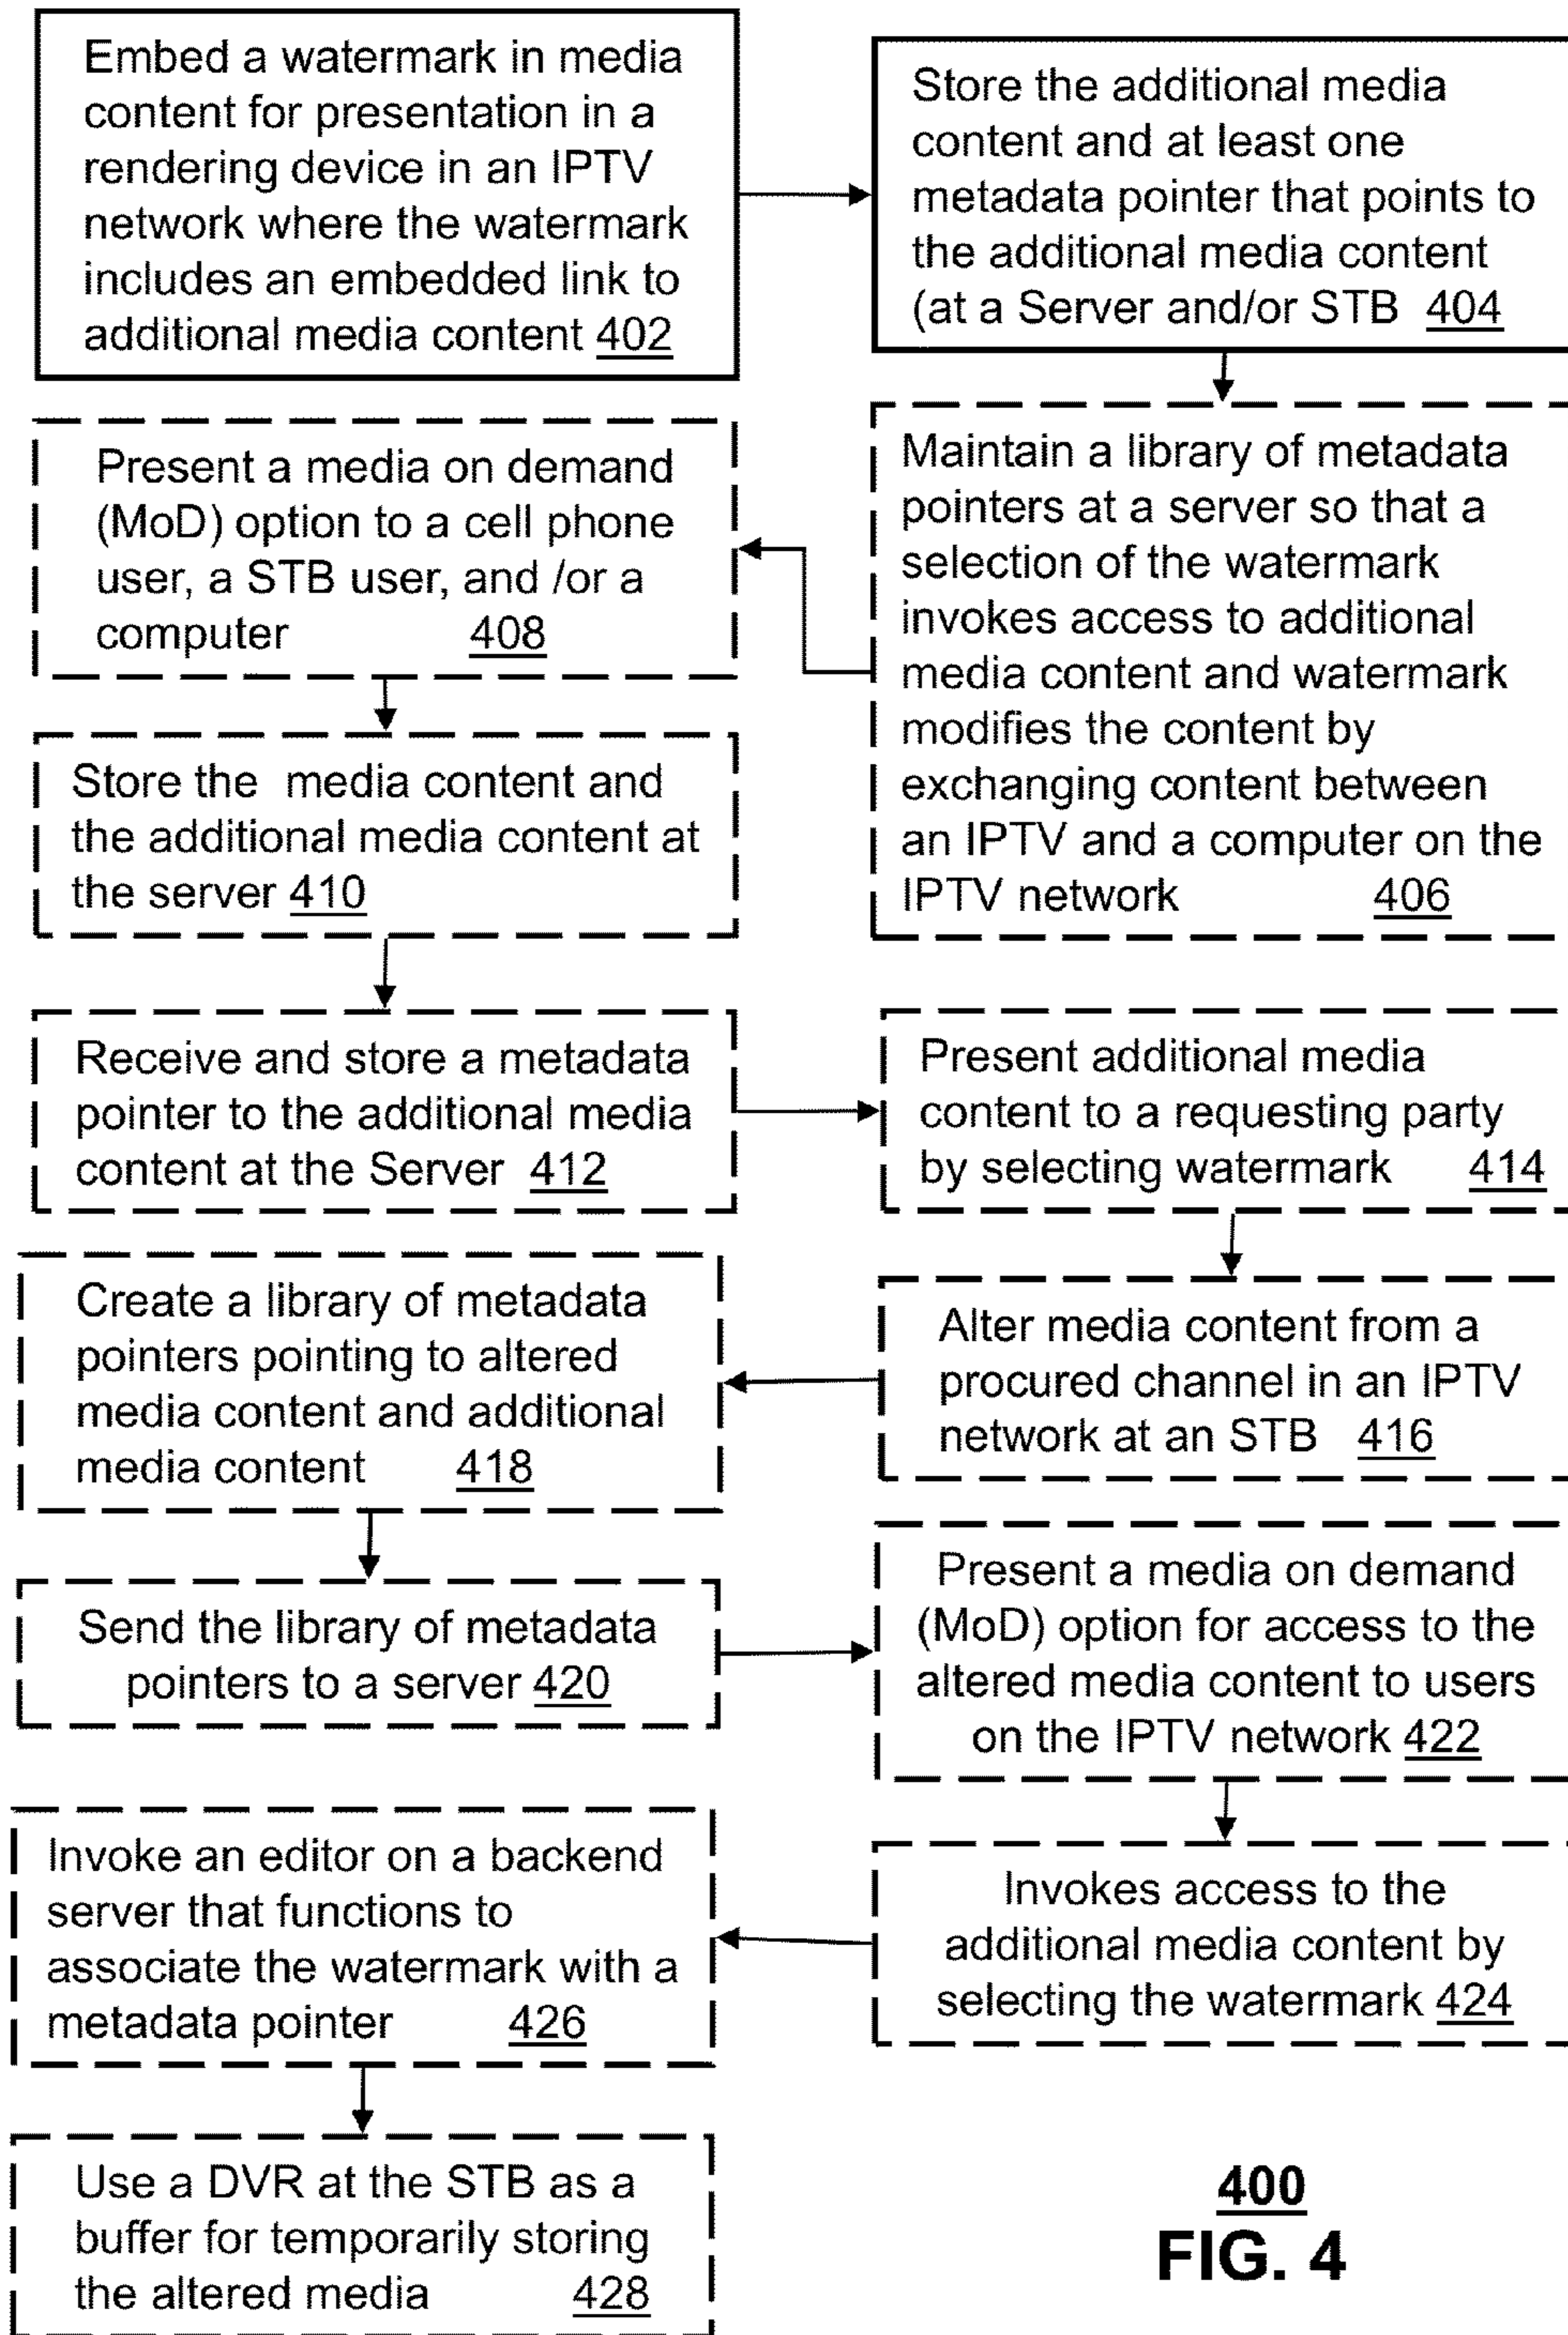 Embed a watermark in media
content for presentation in a
rendering device in an IPTV
network where the watermark
includes an embedded link to
additional media content 402
Store the additional media
content and at least one
metadata pointer that points to
the additional media content
(at a Server and/or STB 404
Maintain a library of metadata
pointers at a server so that a
selection of the watermark
invokes access to additional
media content and watermark
modifies the content by
exchanging content between
an IPTV and a computer on the
IPTV network 406
Present a media on demand
(MoD) option to a cell phone
user, a STB user, and /or a
computer 408
Store the media content and
the additional media content at
the server 410
Receive and store a metadata
pointer to the additional media
content at the Server 412
Present additional media
content to a requesting party
by selecting watermark 414
Alter media content from a
procured channel in an IPTV
network at an STB 416
Create a library of metadata
pointers pointing to altered
media content and additional
media content 418
Send the library of metadata
pointers to a server 420
Present a media on demand
(MoD) option for access to the
altered media content to users
on the IPTV network 422
Invokes access to the
additional media content by
selecting the watermark 424
Invoke an editor on a backend
server that functions to
associate the watermark with a
metadata pointer 426
Use a DVR at the STB as a
buffer for temporarily storing
the altered media 428
400
FIG. 4